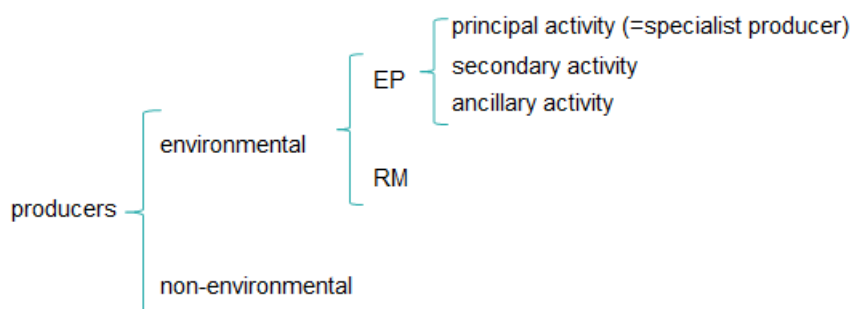 principal activity (=specialist producer)
EP
secondary activity
ancillary activity
environmental
RM
producers
non-environmental